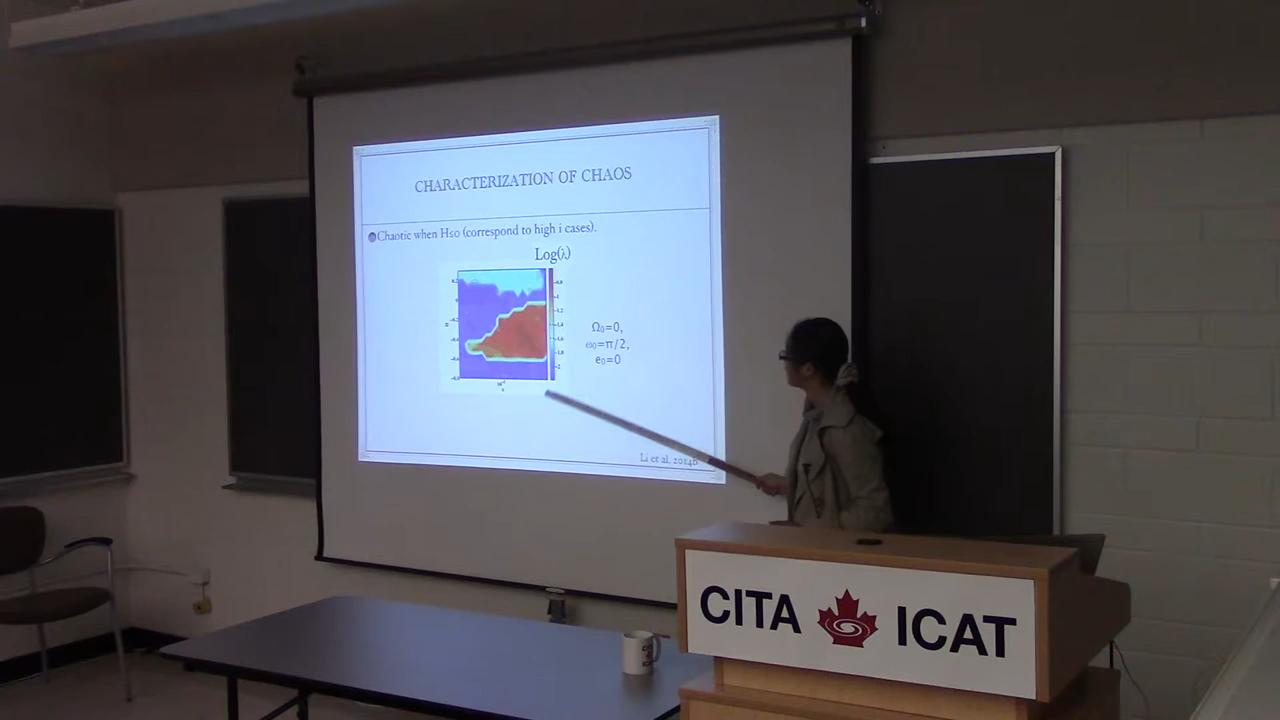 CHARACTERIZATION OF CHAOS
Chaotic when H≤0 (correspond to high i cases).
Log(λ)
Ω₀=0,
ω₀=π/2,
e₀=0
Li et al. 2014b
CITA ICAT